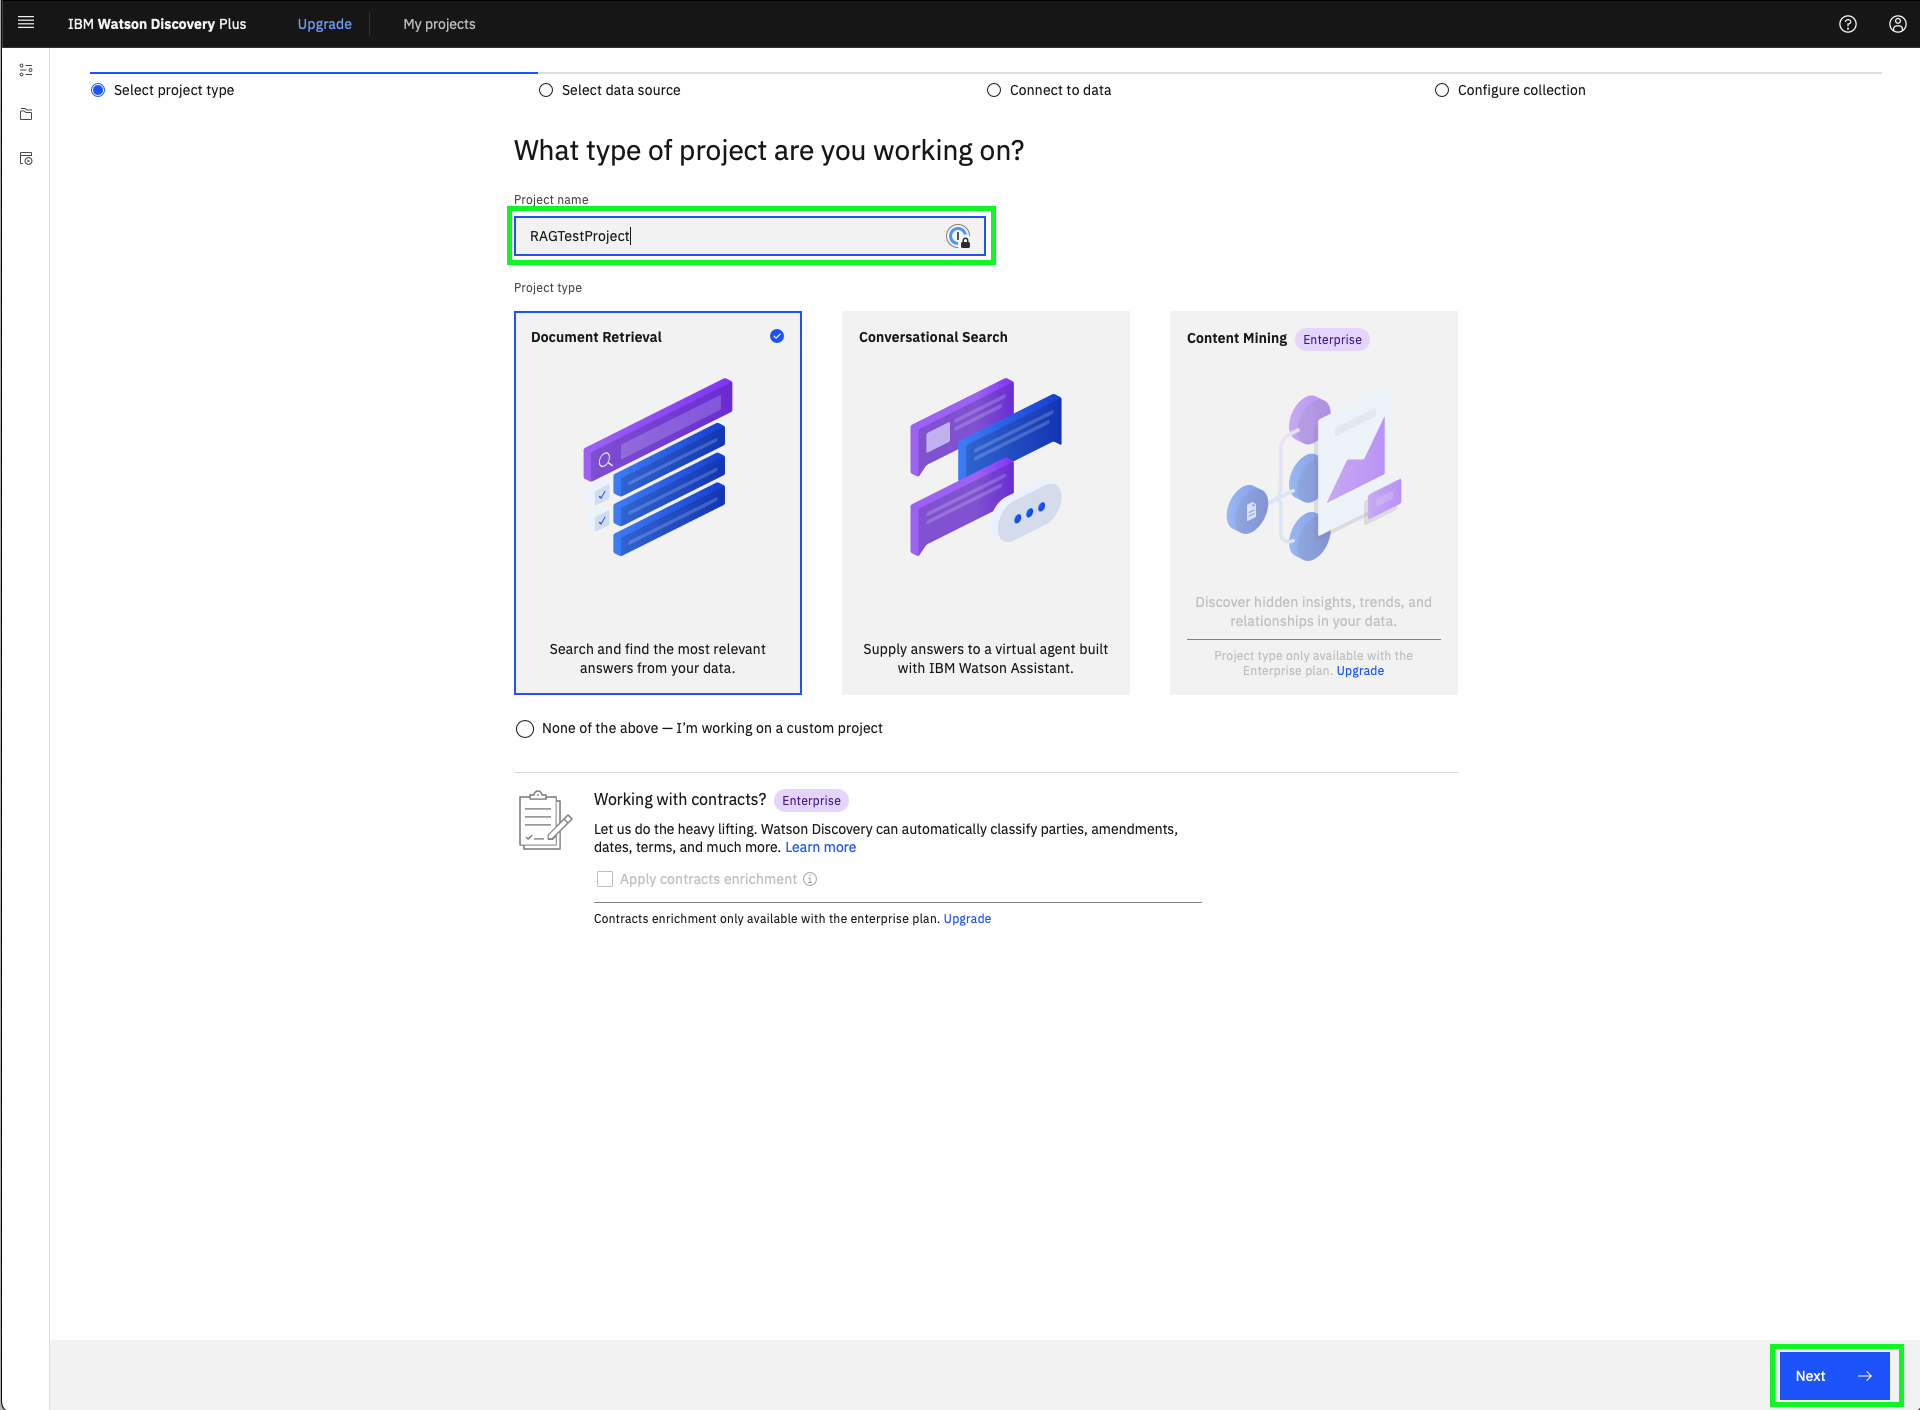 IBM Watson Discovery Plus
Upgrade
My projects
Select project type
Select data source
Connect to data
Configure collection
What type of project are you working on?
Project name
RAGTestProject
Project type
Document Retrieval
Search and find the most relevant
answers from your data.
Conversational Search
Supply answers to a virtual agent built
with IBM Watson Assistant.
Content Mining Enterprise
Discover hidden insights, trends, and
relationships in your data.
Project type only available with the
Enterprise plan. Upgrade
None of the above — I’m working on a custom project
Working with contracts? Enterprise
Let us do the heavy lifting. Watson Discovery can automatically classify parties, amendments,
dates, terms, and much more. Learn more
Apply contracts enrichment
Contracts enrichment only available with the enterprise plan. Upgrade
Next